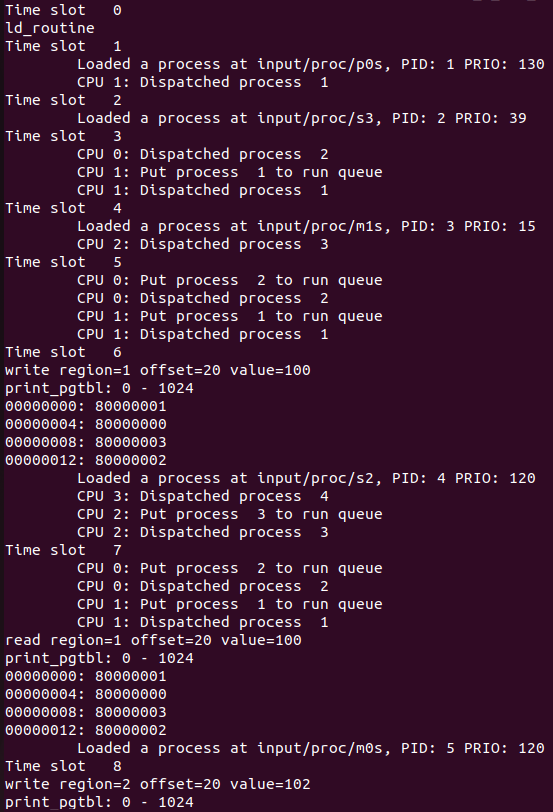 Time slot   0
ld_routine
Time slot   1
        Loaded a process at input/proc/p0s, PID: 1 PRIO: 130
        CPU 1: Dispatched process  1
Time slot   2
        Loaded a process at input/proc/s3, PID: 2 PRIO: 39
Time slot   3
        CPU 0: Dispatched process  2
        CPU 1: Put process  1 to run queue
        CPU 1: Dispatched process  1
Time slot   4
        Loaded a process at input/proc/m1s, PID: 3 PRIO: 15
        CPU 2: Dispatched process  3
Time slot   5
        CPU 0: Put process  2 to run queue
        CPU 0: Dispatched process  2
        CPU 1: Put process  1 to run queue
        CPU 1: Dispatched process  1
Time slot   6
write region=1 offset=20 value=100
print_pgtbl: 0 - 1024
00000000: 80000001
00000004: 80000000
00000008: 80000003
00000012: 80000002
        Loaded a process at input/proc/s2, PID: 4 PRIO: 120
        CPU 3: Dispatched process  4
        CPU 2: Put process  3 to run queue
        CPU 2: Dispatched process  3
Time slot   7
        CPU 0: Put process  2 to run queue
        CPU 0: Dispatched process  2
        CPU 1: Put process  1 to run queue
        CPU 1: Dispatched process  1
read region=1 offset=20 value=100
print_pgtbl: 0 - 1024
00000000: 80000001
00000004: 80000000
00000008: 80000003
00000012: 80000002
        Loaded a process at input/proc/m0s, PID: 5 PRIO: 120
Time slot   8
write region=2 offset=20 value=102
print_pgtbl: 0 - 1024